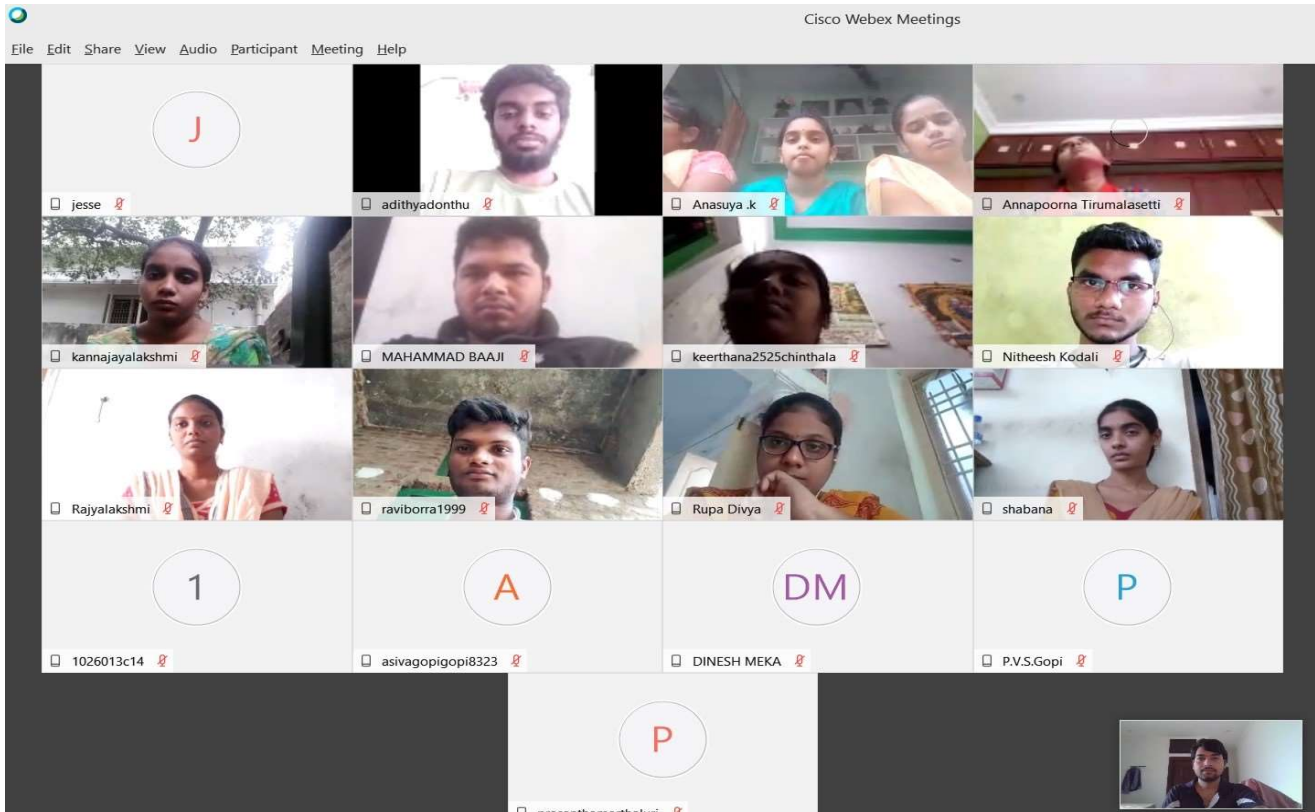 Cisco Webex Meetings
File Edit Share View Audio Participant Meeting Help
J
jesse
adithyadonthu
Anasuya .k
Annapoorna Tirumalasetti
kannajayalakshmi
MAHAMMAD BAAJI
keerthana2525chinthala
Nitheesh Kodali
Rajyalakshmi
raviborra1999
Rupa Divya
shabana
1
A
DM
P
1026013c14
asivagopigopi8323
DINESH MEKA
P.V.S.Gopi
P